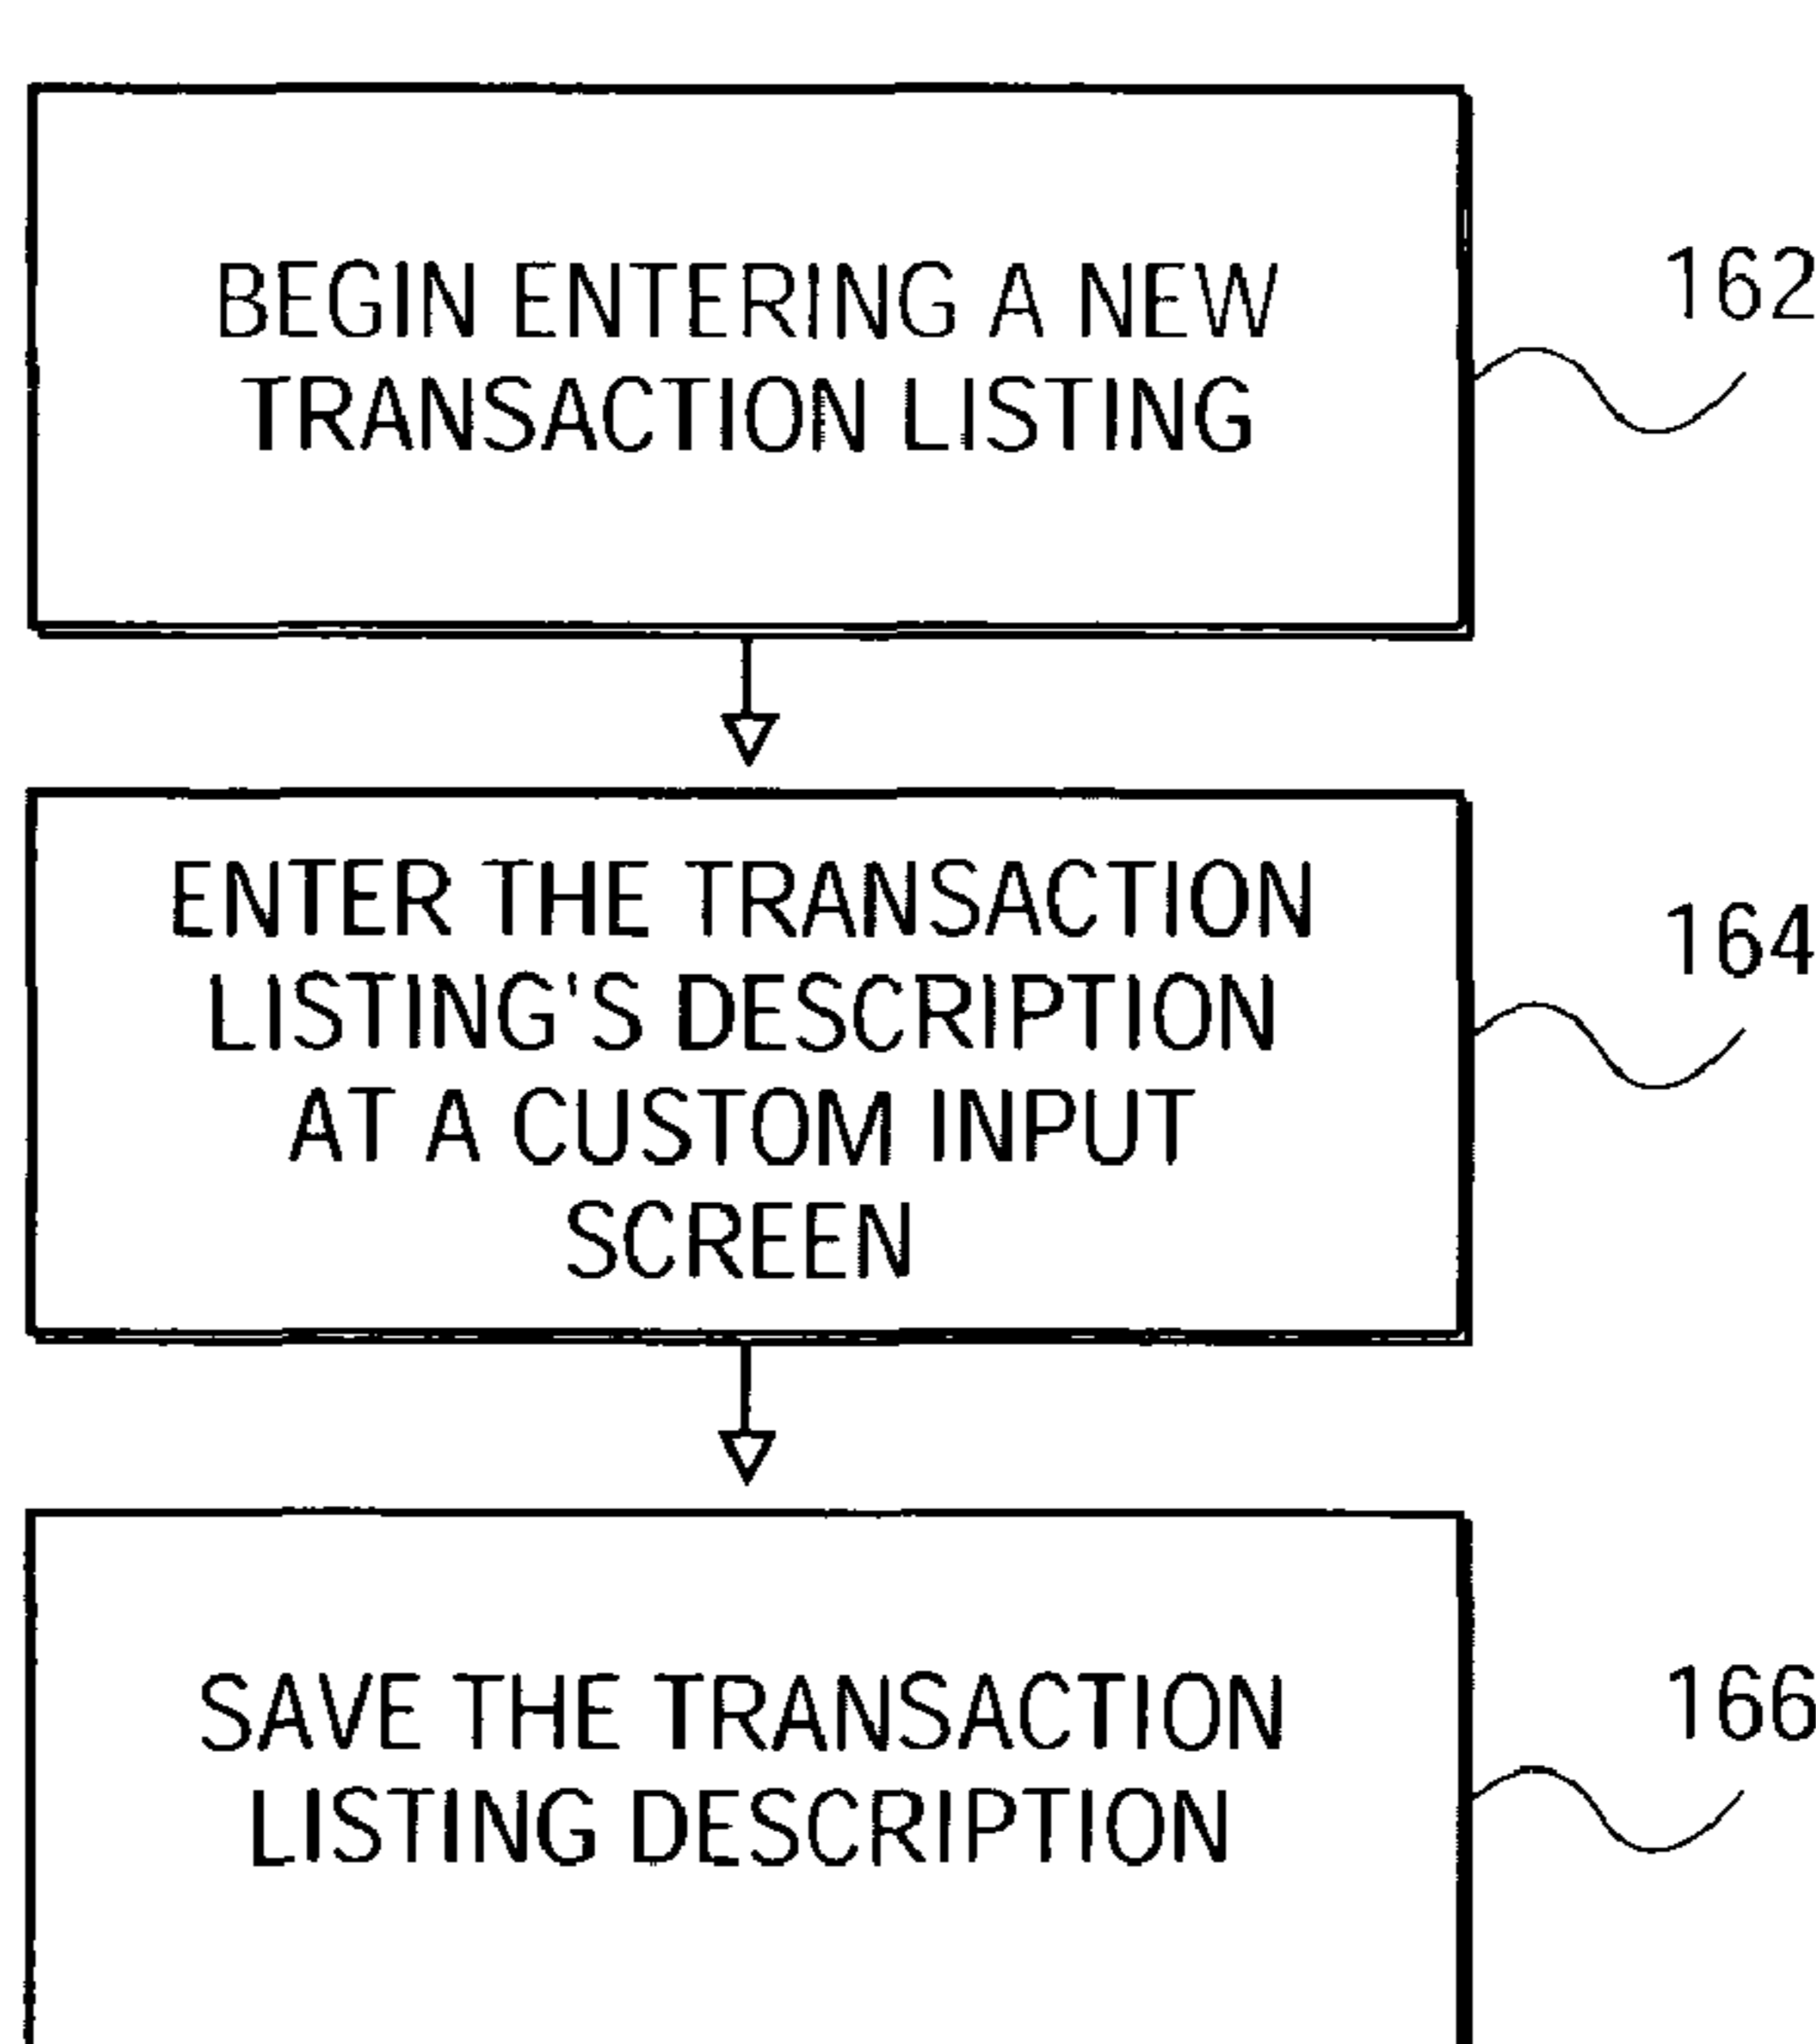 BEGIN ENTERING A NEW
TRANSACTION LISTING
162
ENTER THE TRANSACTION
LISTING'S DESCRIPTION
AT A CUSTOM INPUT
SCREEN
164
SAVE THE TRANSACTION
LISTING DESCRIPTION
166